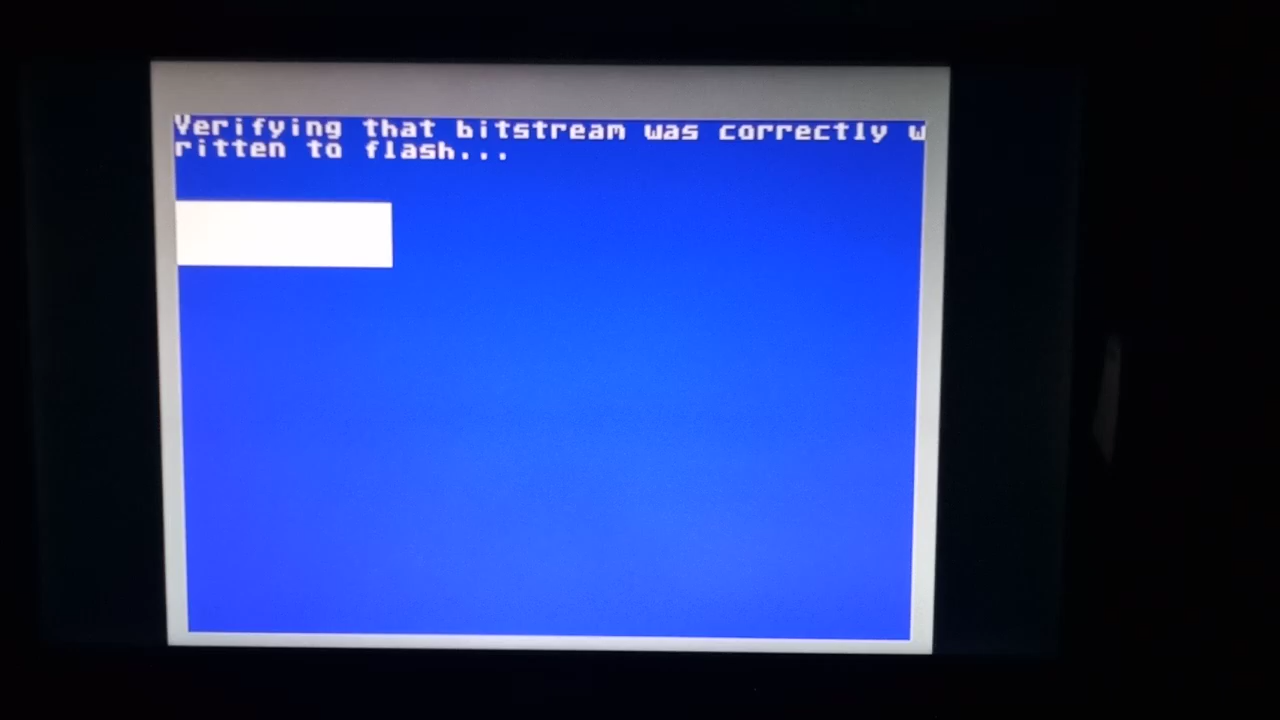 Verifying that bitstream was correctly w
ritten to flash...